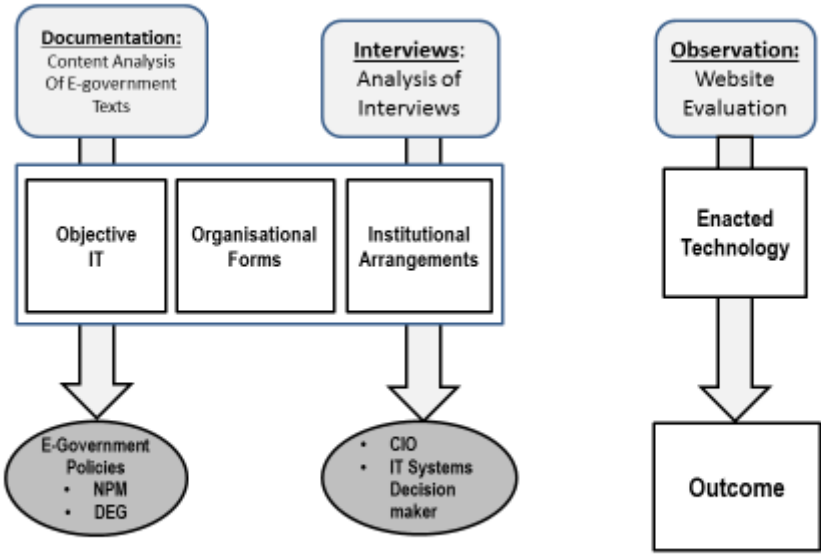 Documentation:
Content Analysis
Of E-government
Texts
Interviews:
Analysis of
Interviews
Observation:
Website
Evaluation
Objective
IT
Organisational
Forms
Institutional
Arrangements
Enacted
Technology
E-Government
Policies
• NPM
• DEG
• CIO
• IT Systems
Decision
maker
Outcome